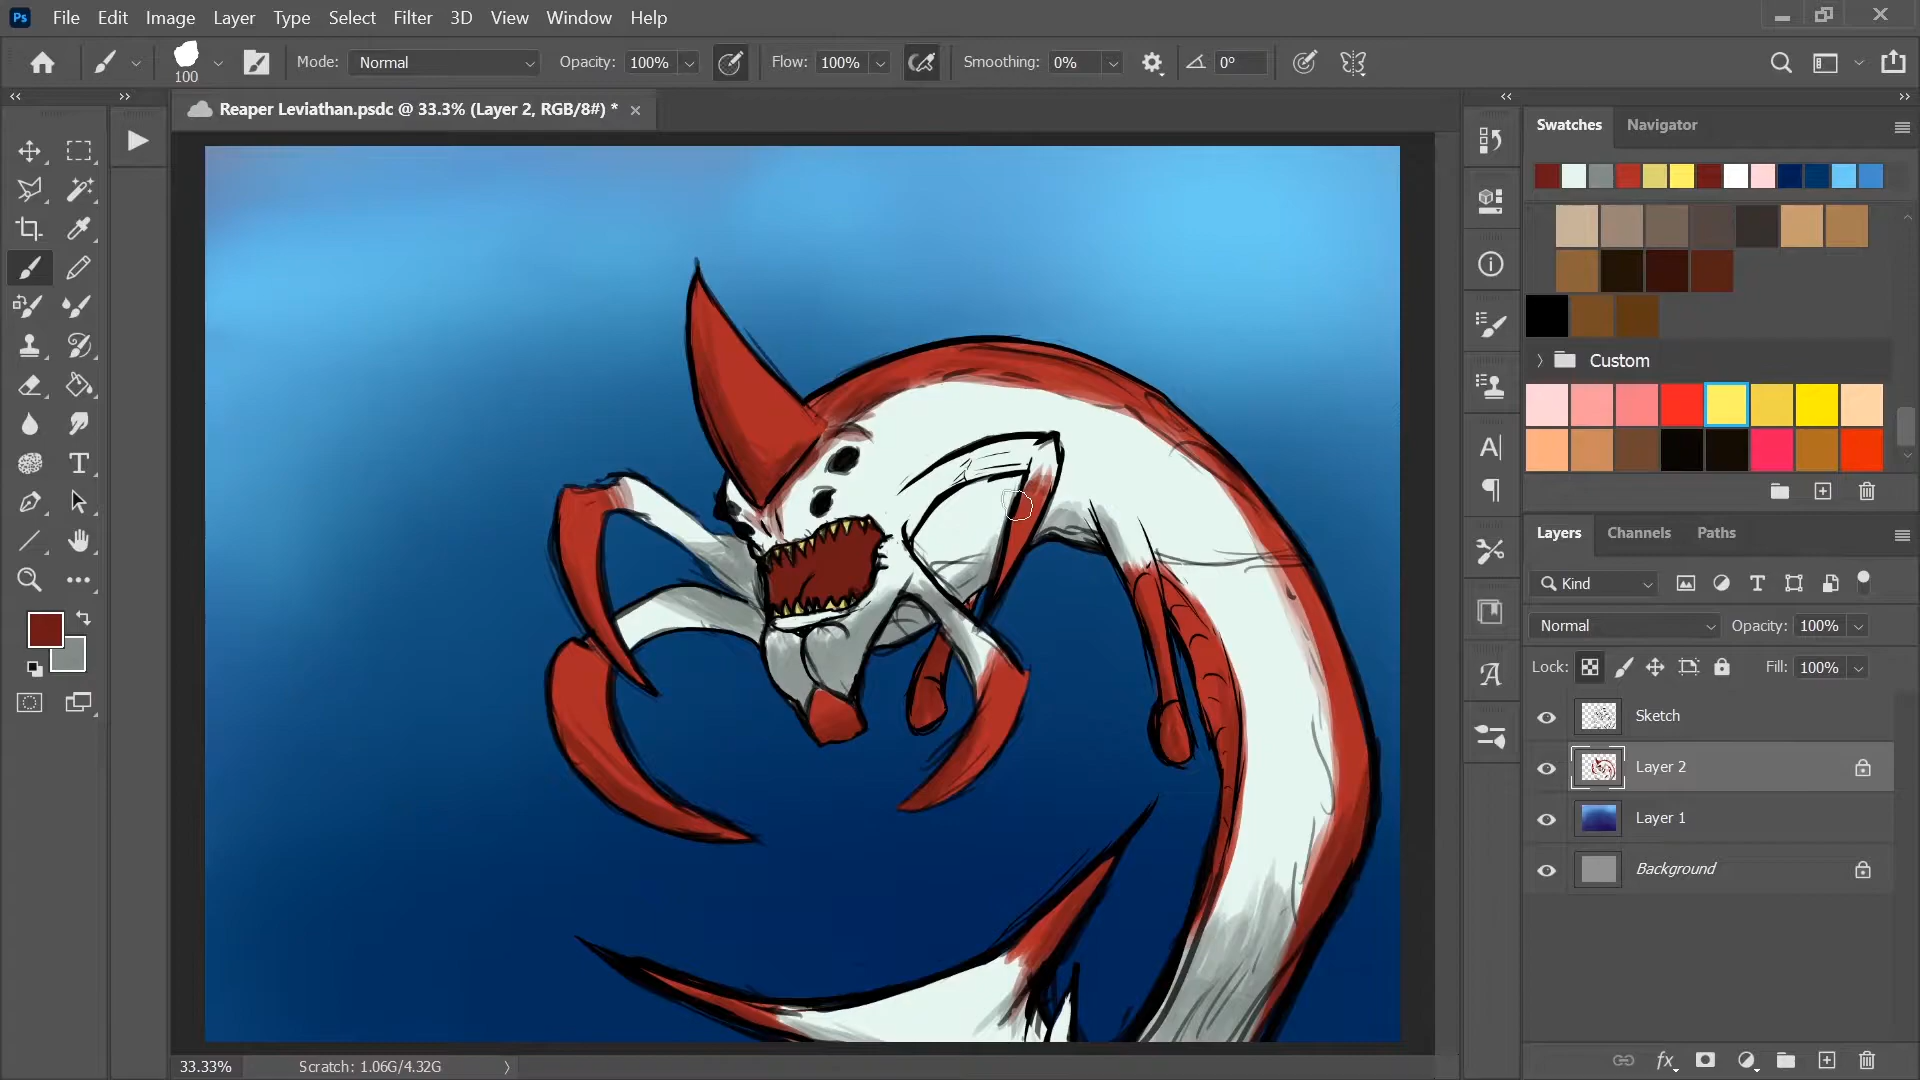 Ps File Edit Image Layer Type Select Filter 3D View Window Help
100 Mode: Normal Opacity: 100% Flow: 100% Smoothing: 0% 0°
Reaper Leviathan.psdc @ 33.3% (Layer 2, RGB/8#) *
Swatches Navigator
Custom
Layers Channels Paths
Kind
Normal Opacity: 100%
Lock: Fill: 100%
Sketch
Layer 2
Layer 1
Background
33.33% Scratch: 1.06G/4.32G